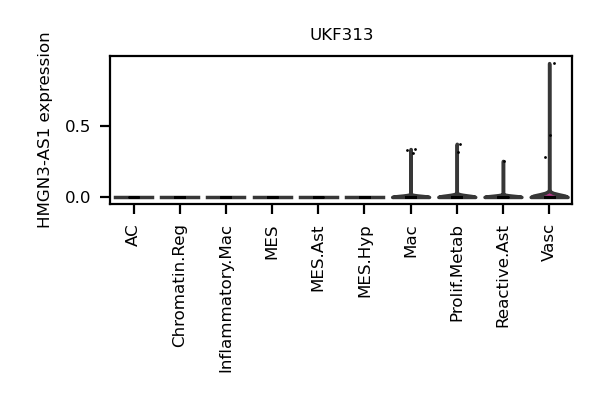 UKF313
HMGN3-AS1 expression
0.5
0.0
AC
Chromatin.Reg
Inflammatory.Mac
MES
MES.Ast
MES.Hyp
Mac
Prolif.Metab
Reactive.Ast
Vasc